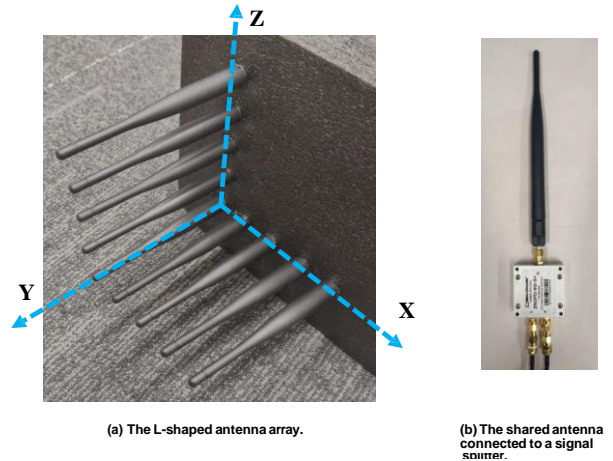 Z
Y
X
(a) The L-shaped antenna array.
(b) The shared antenna
connected to a signal
splitter.